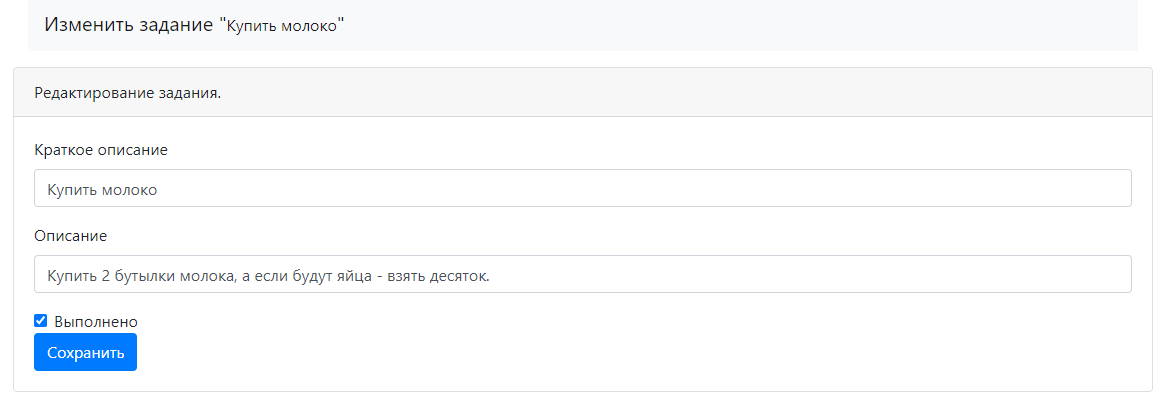 Изменить задание "Купить молоко"
Редактирование задания.
Краткое описание
Купить молоко
Описание
Купить 2 бутылки молока, а если будут яйца - взять десяток.
Выполнено
Сохранить